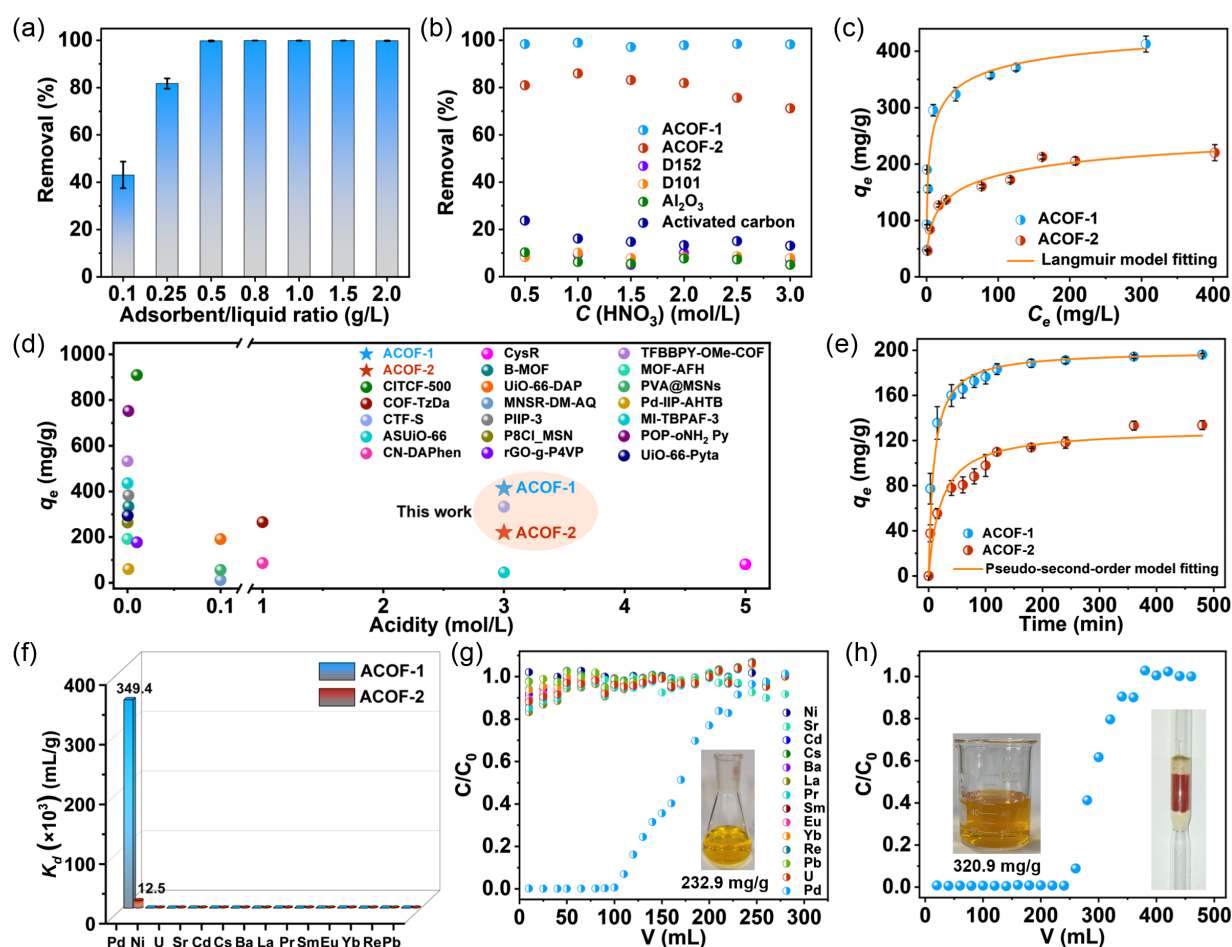 (a)
Removal (%)
100
80
60
40
20
0
0.1 0.25 0.5 0.8 1.0 1.5 2.0
Adsorbent/liquid ratio (g/L)
(b)
Removal (%)
100
80
60
40
20
0
ACOF-1
ACOF-2
D152
D101
Al₂O₃
Activated carbon
0.5 1.0 1.5 2.0 2.5 3.0
C (HNO₃) (mol/L)
(c)
qₑ (mg/g)
400
300
200
100
0
ACOF-1
ACOF-2
Langmuir model fitting
0 100 200 300 400
Cₑ (mg/L)
(d)
qₑ (mg/g)
1000
800
600
400
200
0
ACOF-1
ACOF-2
CITCF-500
COF-TzDa
CTF-S
ASUiO-66
CN-DAPhen
CysR
B-MOF
UiO-66-DAP
MNSR-DM-AQ
PIIP-3
P8CI_MSN
rGO-g-P4VP
TFBBPY-OMe-COF
MOF-AFH
PVA@MSNs
Pd-IIP-AHTB
MI-TBPAF-3
POP-oNH₂ Py
UiO-66-Pyta
ACOF-1
This work
ACOF-2
0.0 0.1 1 2 3 4 5
Acidity (mol/L)
(e)
qₑ (mg/g)
200
160
120
80
40
0
ACOF-1
ACOF-2
Pseudo-second-order model fitting
0 100 200 300 400 500
Time (min)
(f)
K_d (×10³) (mL/g)
ACOF-1
ACOF-2
400
300
200
100
0
349.4
12.5
Pd Ni U Sr Cd Cs Ba La Pr Sm Eu Yb Re Pb
(g)
C/C₀
1.0
0.8
0.6
0.4
0.2
0.0
Ni
Sr
Cd
Cs
Ba
La
Pr
Sm
Eu
Yb
Re
Pb
U
Pd
232.9 mg/g
0 50 100 150 200 250 300
V (mL)
(h)
C/C₀
1.0
0.8
0.6
0.4
0.2
0.0
320.9 mg/g
0 100 200 300 400 500
V (mL)